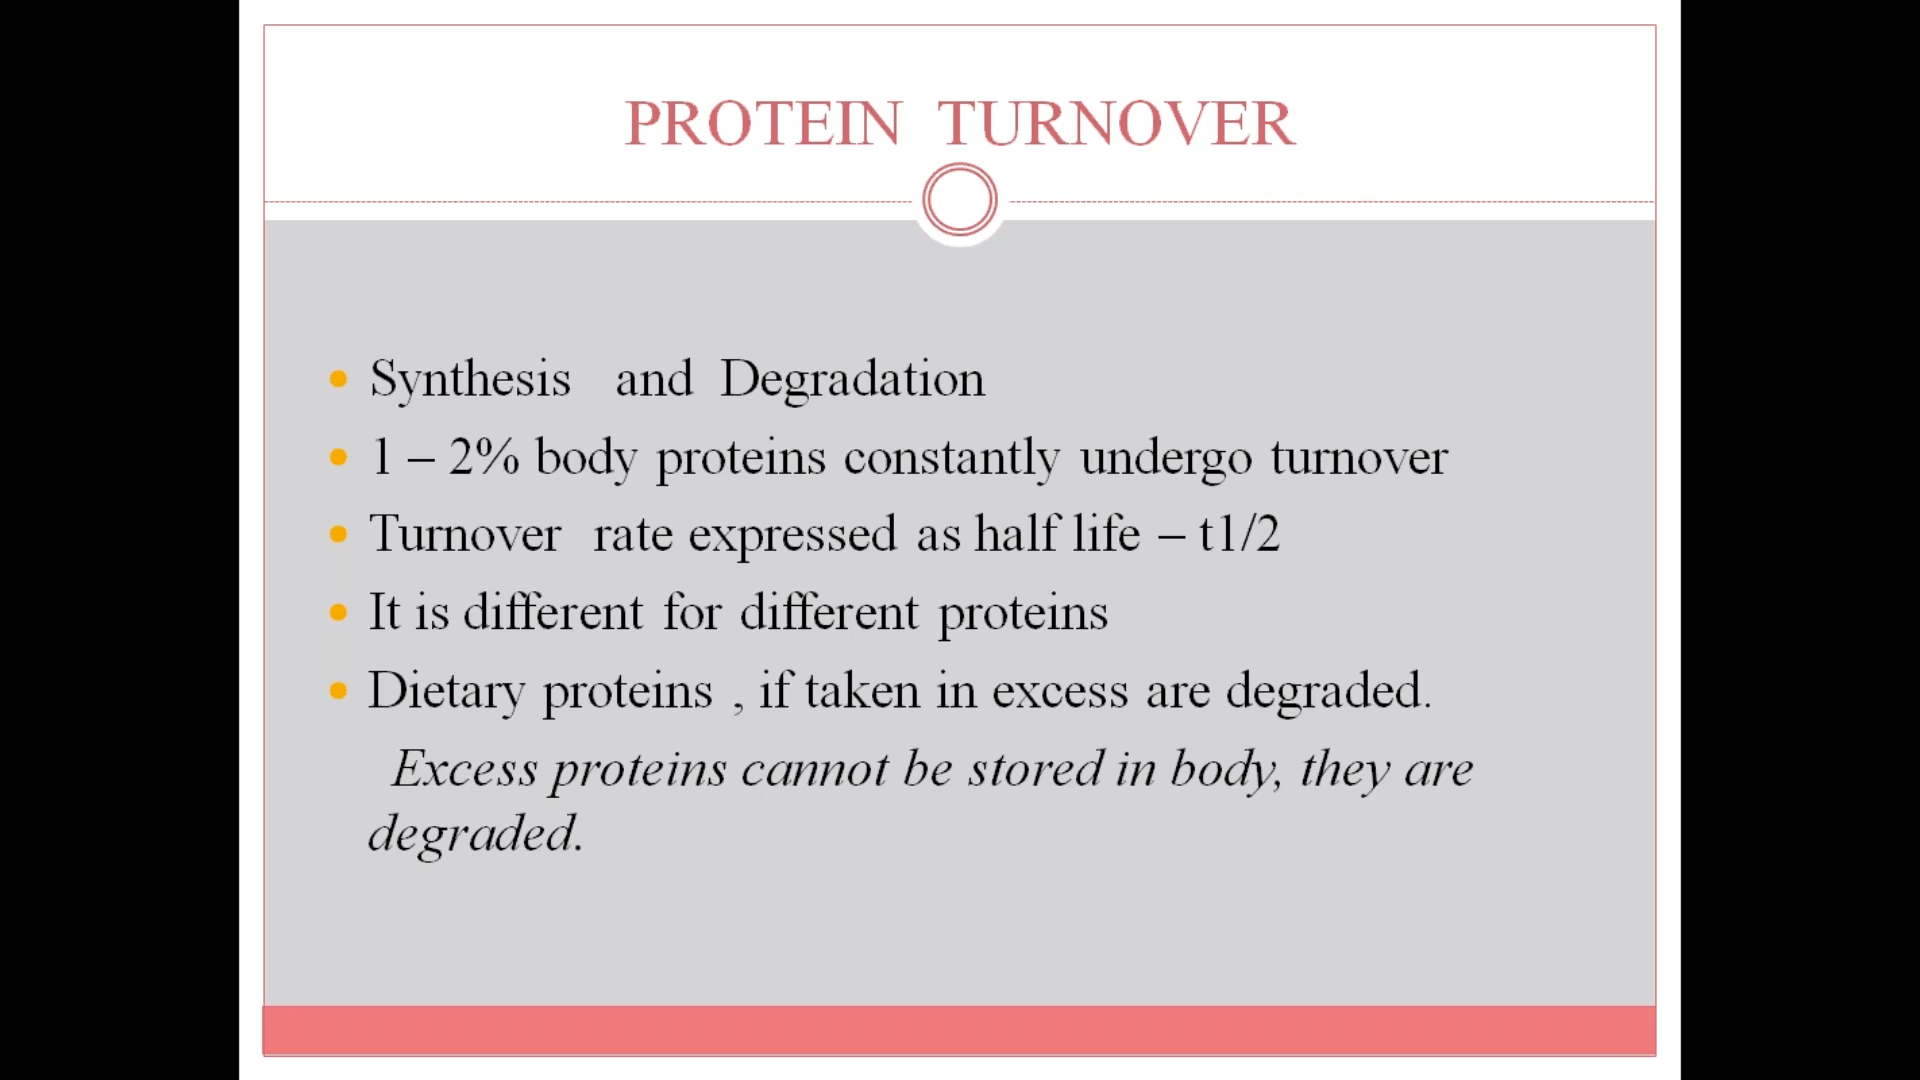 PROTEIN TURNOVER
• Synthesis and Degradation
• 1 – 2% body proteins constantly undergo turnover
• Turnover rate expressed as half life – t1/2
• It is different for different proteins
• Dietary proteins , if taken in excess are degraded.
Excess proteins cannot be stored in body, they are
degraded.